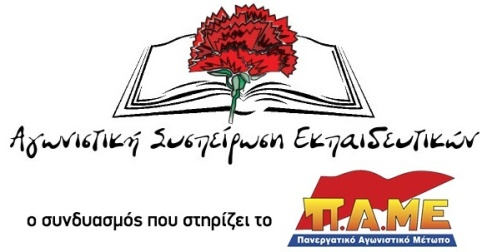 Αγωνιστική Συσπείρωση Εκπαιδευτικών
ο συνδυασμός που στηρίζει το
Π.Α.ΜΕ
Πανεργατικό Αγωνιστικό Μέτωπο